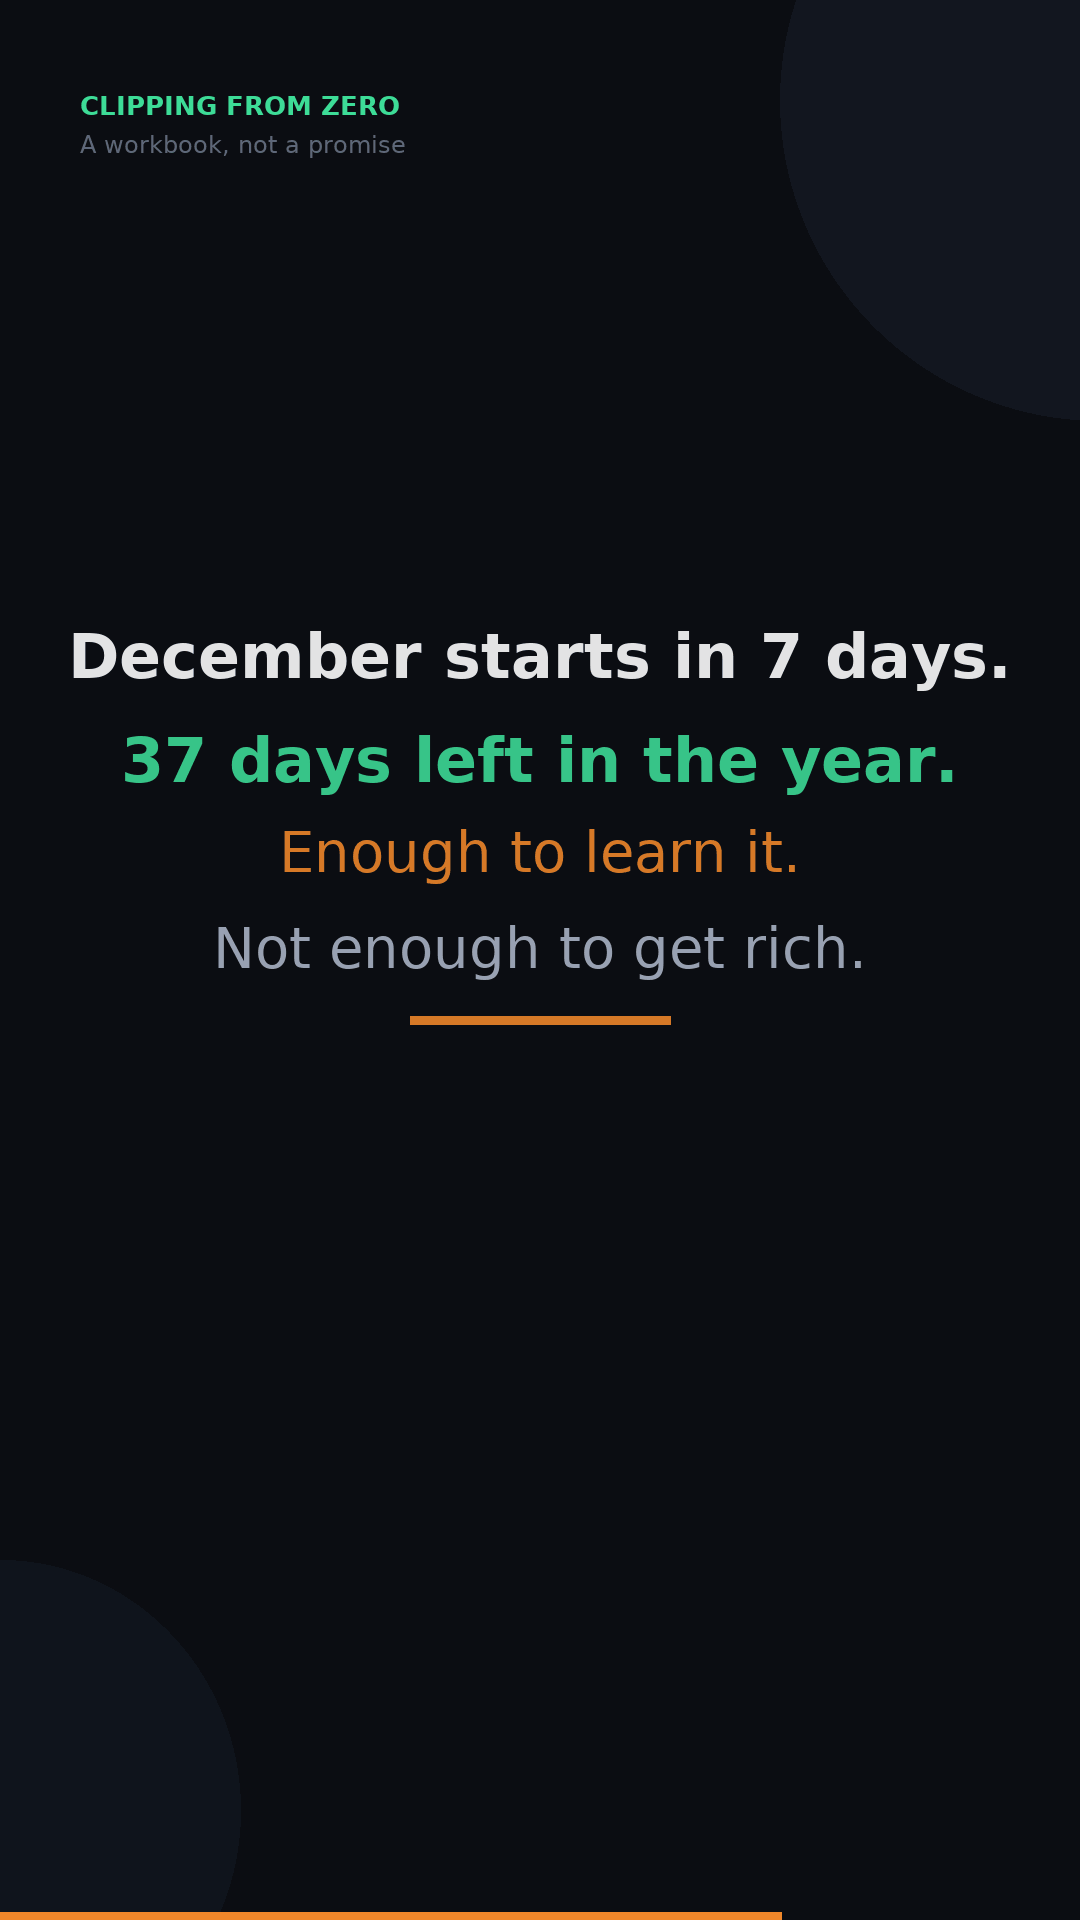 CLIPPING FROM ZERO
A workbook, not a promise
December starts in 7 days.
37 days left in the year.
Enough to learn it.
Not enough to get rich.